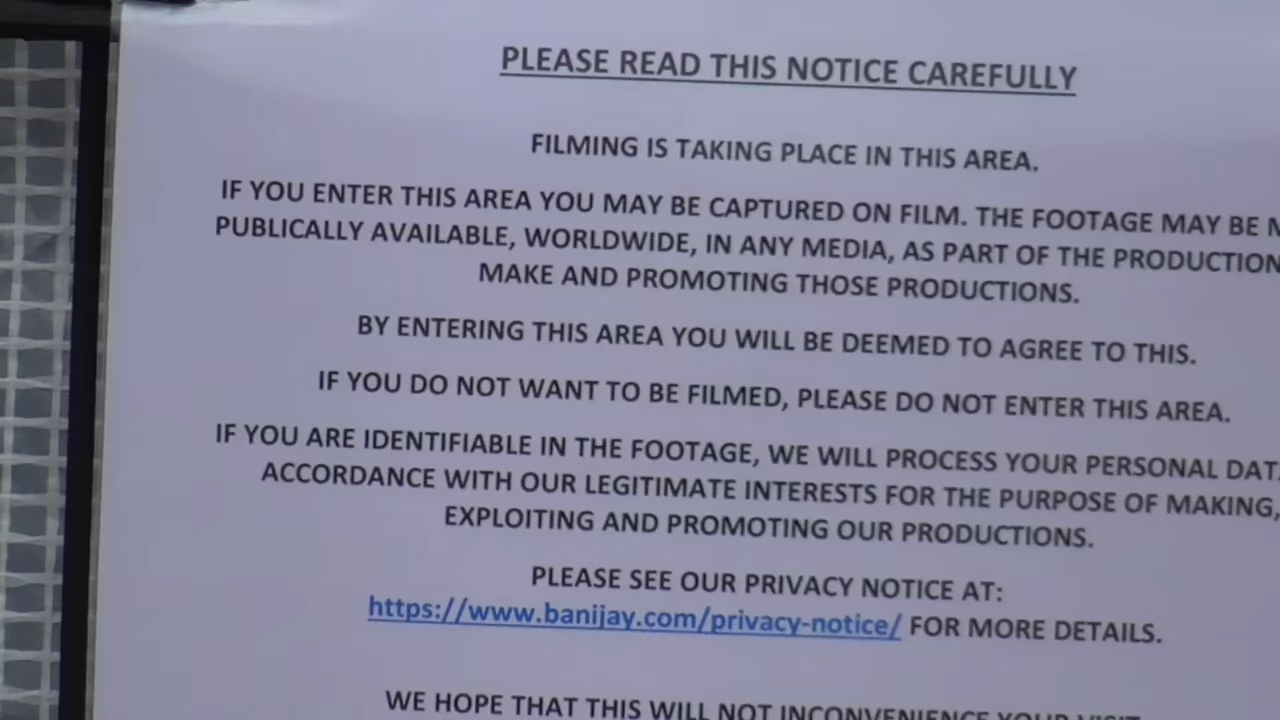 PLEASE READ THIS NOTICE CAREFULLY
FILMING IS TAKING PLACE IN THIS AREA.
IF YOU ENTER THIS AREA YOU MAY BE CAPTURED ON FILM. THE FOOTAGE MAY BE
PUBLICALLY AVAILABLE, WORLDWIDE, IN ANY MEDIA, AS PART OF THE PRODUCTION
MAKE AND PROMOTING THOSE PRODUCTIONS.
BY ENTERING THIS AREA YOU WILL BE DEEMED TO AGREE TO THIS.
IF YOU DO NOT WANT TO BE FILMED, PLEASE DO NOT ENTER THIS AREA.
IF YOU ARE IDENTIFIABLE IN THE FOOTAGE, WE WILL PROCESS YOUR PERSONAL
ACCORDANCE WITH OUR LEGITIMATE INTERESTS FOR THE PURPOSE OF MAKING,
EXPLOITING AND PROMOTING OUR PRODUCTIONS.
PLEASE SEE OUR PRIVACY NOTICE AT:
https://www.banijay.com/privacy-notice/ FOR MORE DETAILS.
WE HOPE THAT THIS WILL NOT INCONVENIENCE YOUR VISIT